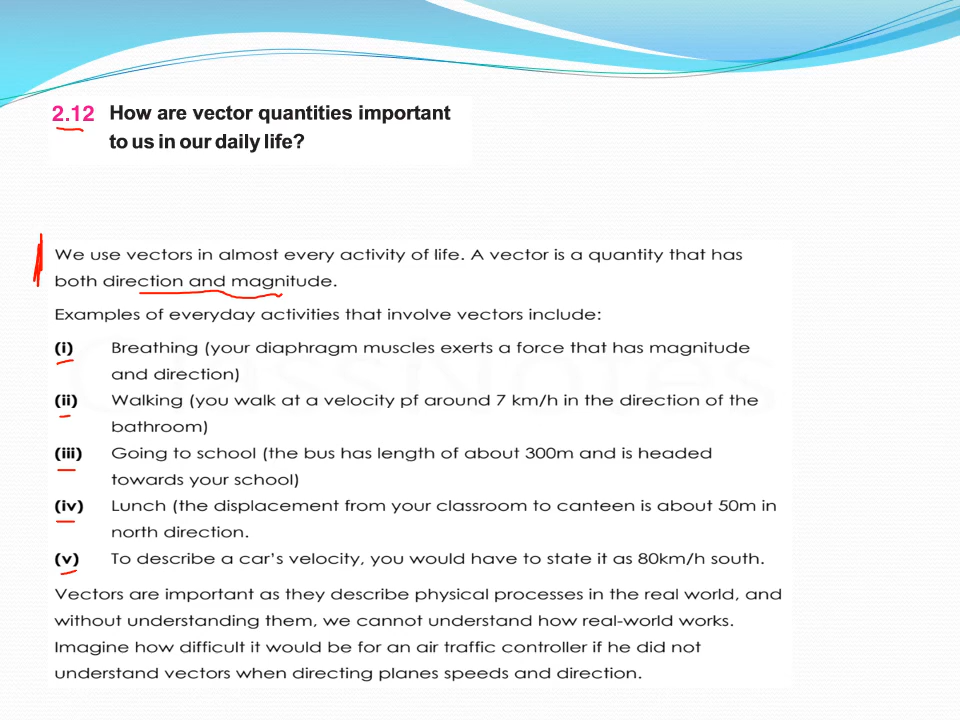 2.12 How are vector quantities important
to us in our daily life?
We use vectors in almost every activity of life. A vector is a quantity that has
both direction and magnitude.
Examples of everyday activities that involve vectors include:
(i) Breathing (your diaphragm muscles exerts a force that has magnitude
and direction)
(ii) Walking (you walk at a velocity pf around 7 km/h in the direction of the
bathroom)
(iii) Going to school (the bus has length of about 300m and is headed
towards your school)
(iv) Lunch (the displacement from your classroom to canteen is about 50m in
north direction.
(v) To describe a car's velocity, you would have to state it as 80km/h south.
Vectors are important as they describe physical processes in the real world, and
without understanding them, we cannot understand how real-world works.
Imagine how difficult it would be for an air traffic controller if he did not
understand vectors when directing planes speeds and direction.